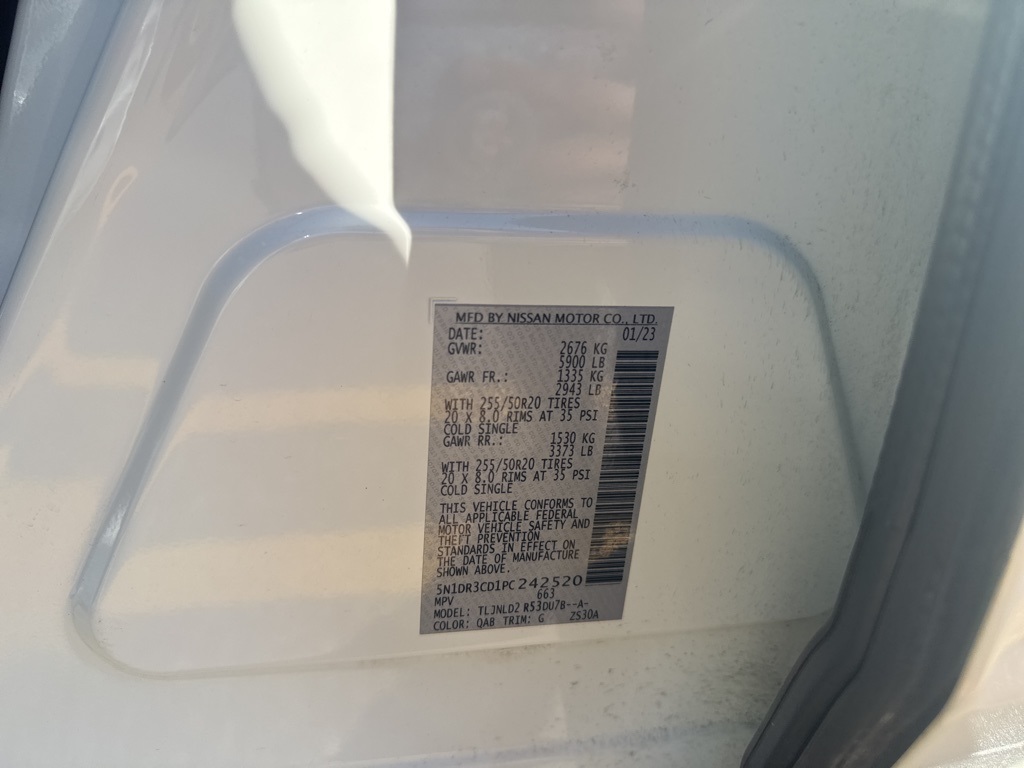 MFD BY NISSAN MOTOR CO., LTD.
DATE: 01/23
GVWR: 2676 KG
5900 LB
GAWR FR.: 1335 KG
2943 LB
WITH 255/50R20 TIRES
20 X 8.0 RIMS AT 35 PSI
COLD SINGLE
GAWR RR.: 1530 KG
3373 LB
WITH 255/50R20 TIRES
20 X 8.0 RIMS AT 35 PSI
COLD SINGLE
THIS VEHICLE CONFORMS TO
ALL APPLICABLE FEDERAL
MOTOR VEHICLE SAFETY AND
THEFT PREVENTION
STANDARDS IN EFFECT ON
THE DATE OF MANUFACTURE
SHOWN ABOVE.
5N1DR3CD1PC242520
MPV 663
MODEL: TLJNLD2 R53DU7B--A-
COLOR: QAB TRIM: G ZS30A